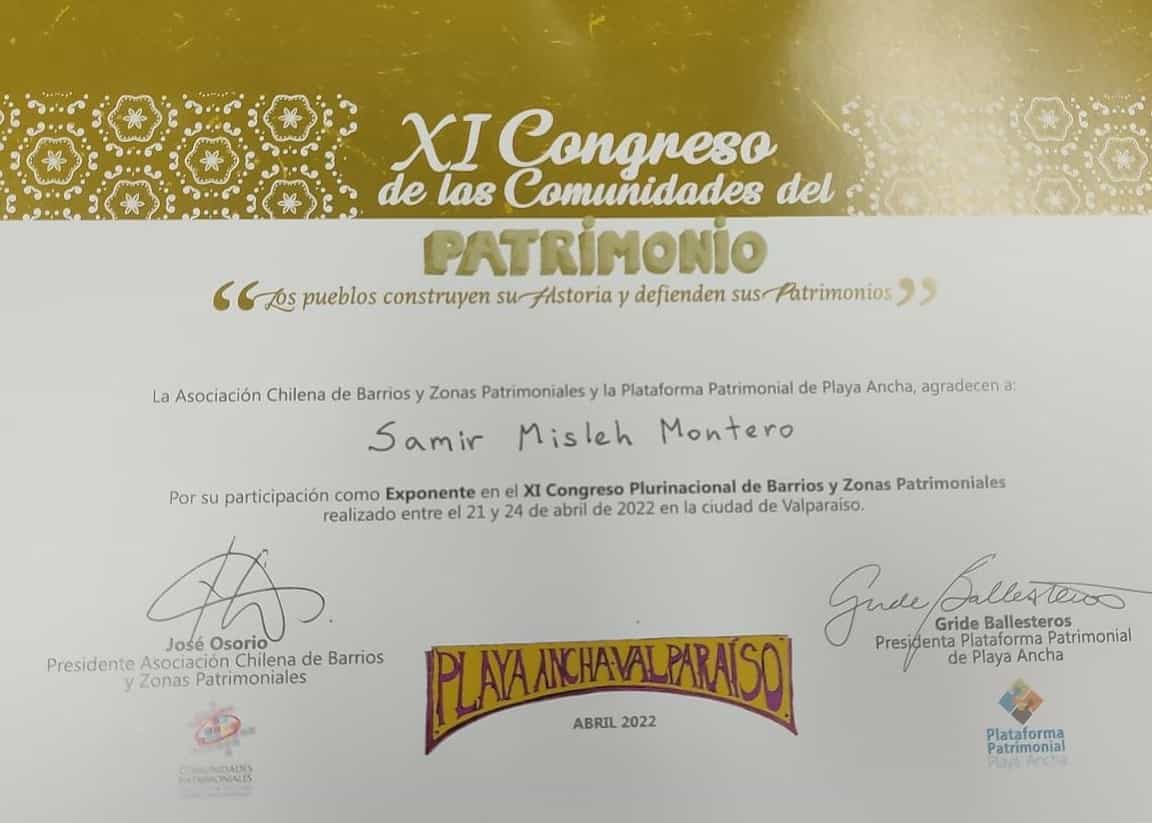 XI Congreso
de las Comunidades del
PATRiMONiO
“Los pueblos construyen su Historia y defienden sus Patrimonios”
La Asociación Chilena de Barrios y Zonas Patrimoniales y la Plataforma Patrimonial de Playa Ancha, agradecen a:
Samir Misleh Montero
Por su participación como Exponente en el XI Congreso Plurinacional de Barrios y Zonas Patrimoniales
realizado entre el 21 y 24 de abril de 2022 en la ciudad de Valparaíso.
José Osorio
Presidente Asociación Chilena de Barrios
y Zonas Patrimoniales
COMUNIDADES
PATRIMONIALES
PLAYA ANCHA-VALPARAÍSO
ABRIL 2022
Gride Ballesteros
Gride Ballesteros
Presidenta Plataforma Patrimonial
de Playa Ancha
Plataforma
Patrimonial
Playa Ancha